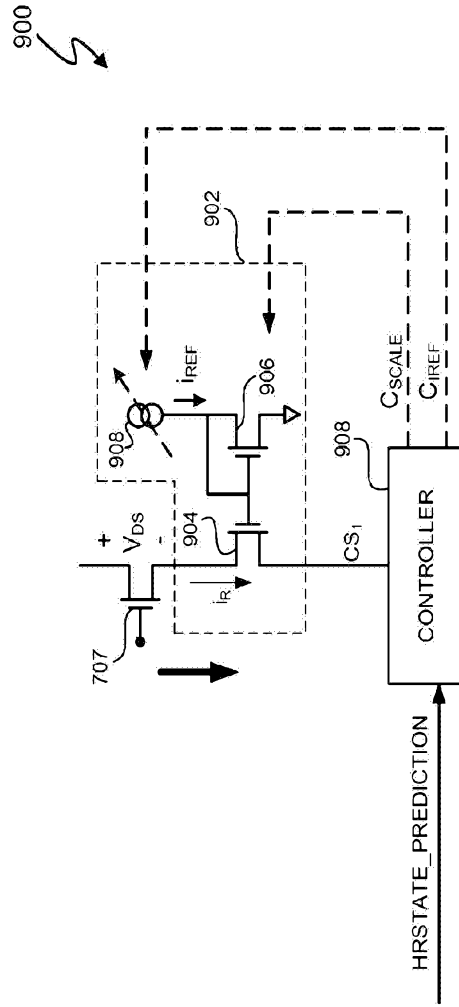 900
902
908
i_REF
906
+
V_DS
-
707
904
i_R
C_SCALE
C_IREF
CS_1
908
CONTROLLER
HRSTATE_PREDICTION